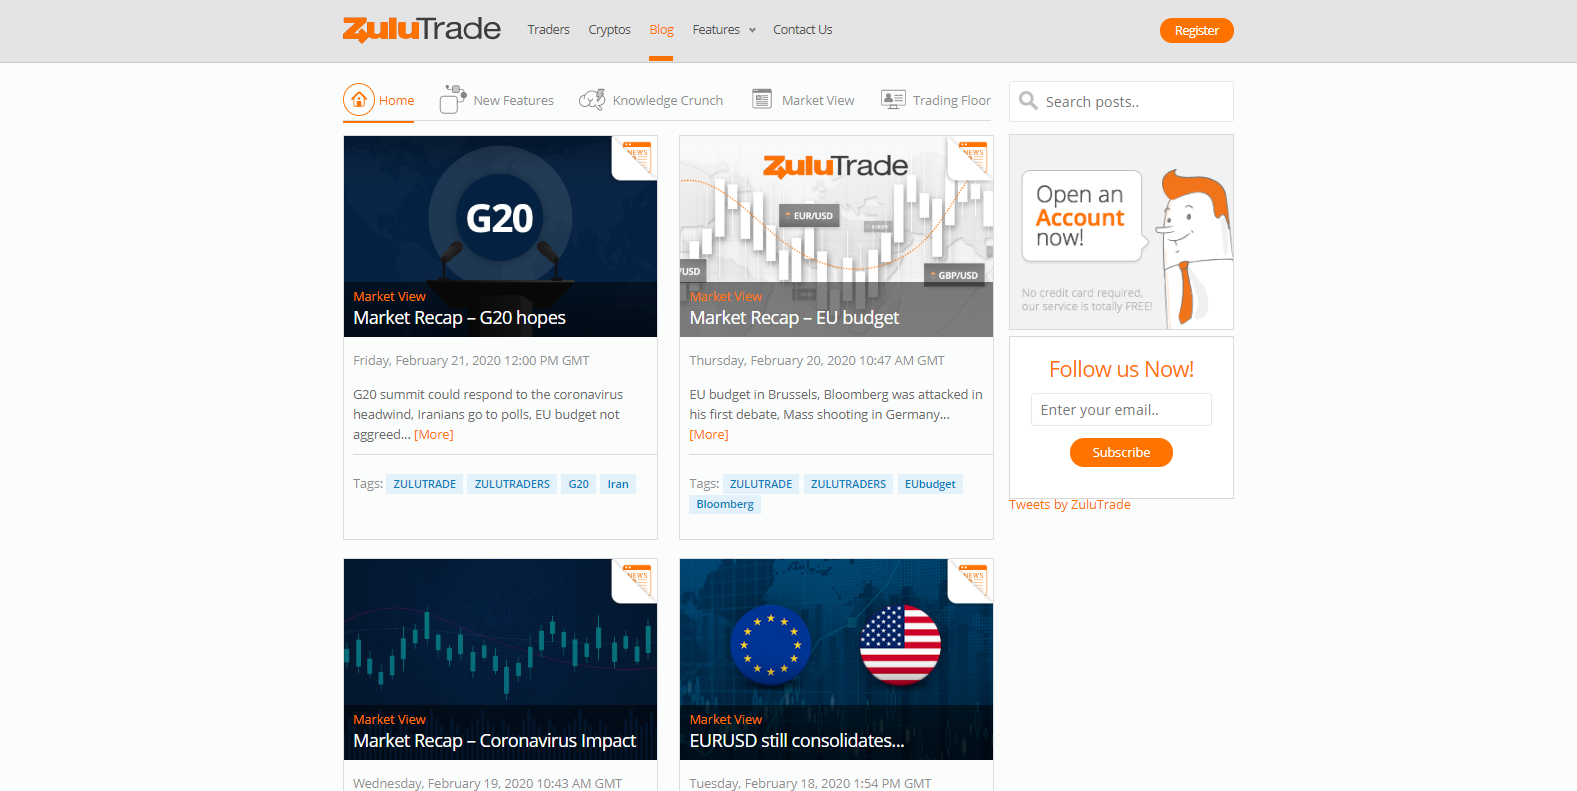 ZuluTrade
Traders Cryptos Blog Features Contact Us
Register
Home New Features Knowledge Crunch Market View Trading Floor
Search posts..
NEWS
G20
Market View
Market Recap – G20 hopes
Friday, February 21, 2020 12:00 PM GMT
G20 summit could respond to the coronavirus
headwind, Iranians go to polls, EU budget not
aggreed... [More]
Tags: ZULUTRADE ZULUTRADERS G20 Iran
NEWS
ZuluTrade
EUR/USD
/USD
GBP/USD
Market View
Market Recap – EU budget
Thursday, February 20, 2020 10:47 AM GMT
EU budget in Brussels, Bloomberg was attacked in
his first debate, Mass shooting in Germany...
[More]
Tags: ZULUTRADE ZULUTRADERS EUbudget
Bloomberg
Open an
Account
now!
No credit card required,
our service is totally FREE!
Follow us Now!
Enter your email..
Subscribe
Tweets by ZuluTrade
NEWS
Market View
Market Recap – Coronavirus Impact
Wednesday, February 19, 2020 10:43 AM GMT
NEWS
Market View
EURUSD still consolidates...
Tuesday, February 18, 2020 1:54 PM GMT